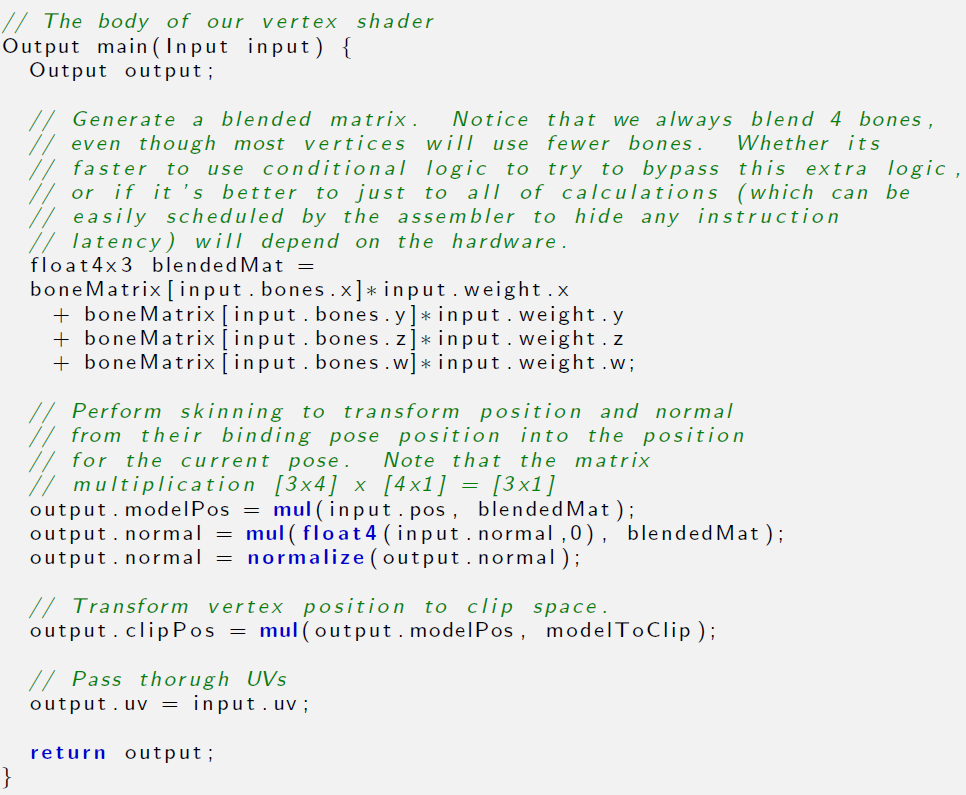 // The body of our vertex shader
Output main(Input input) {
  Output output;

  // Generate a blended matrix.  Notice that we always blend 4 bones,
  // even though most vertices will use fewer bones.  Whether its
  // faster to use conditional logic to try to bypass this extra logic,
  // or if it's better to just to all of calculations (which can be
  // easily scheduled by the assembler to hide any instruction
  // latency) will depend on the hardware.
  float4x3 blendedMat =
  boneMatrix[input.bones.x]*input.weight.x
    + boneMatrix[input.bones.y]*input.weight.y
    + boneMatrix[input.bones.z]*input.weight.z
    + boneMatrix[input.bones.w]*input.weight.w;

  // Perform skinning to transform position and normal
  // from their binding pose position into the position
  // for the current pose.  Note that the matrix
  // multiplication [3x4] x [4x1] = [3x1]
  output.modelPos = mul(input.pos, blendedMat);
  output.normal = mul(float4(input.normal,0), blendedMat);
  output.normal = normalize(output.normal);

  // Transform vertex position to clip space.
  output.clipPos = mul(output.modelPos, modelToClip);

  // Pass thorugh UVs
  output.uv = input.uv;

  return output;
}